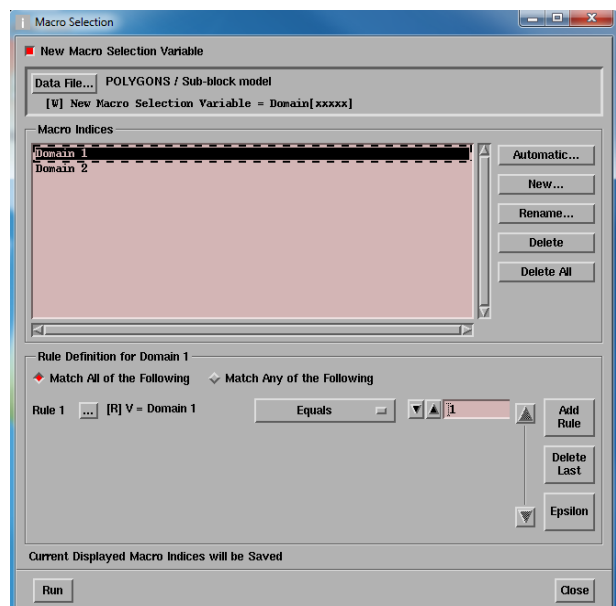 Macro Selection
New Macro Selection Variable
Data File... POLYGONS / Sub-block model
[W] New Macro Selection Variable = Domain[xxxxx]
Macro Indices
Domain 1
Domain 2
Automatic...
New...
Rename...
Delete
Delete All
Rule Definition for Domain 1
Match All of the Following Match Any of the Following
Rule 1 ... [R] V = Domain 1 Equals 1
Add
Rule
Delete
Last
Epsilon
Current Displayed Macro Indices will be Saved
Run Close